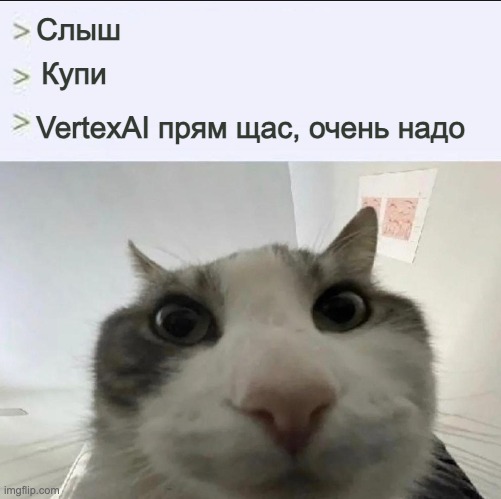 > Слыш
> Купи
> VertexAI прям щас, очень надо
imgflip.com